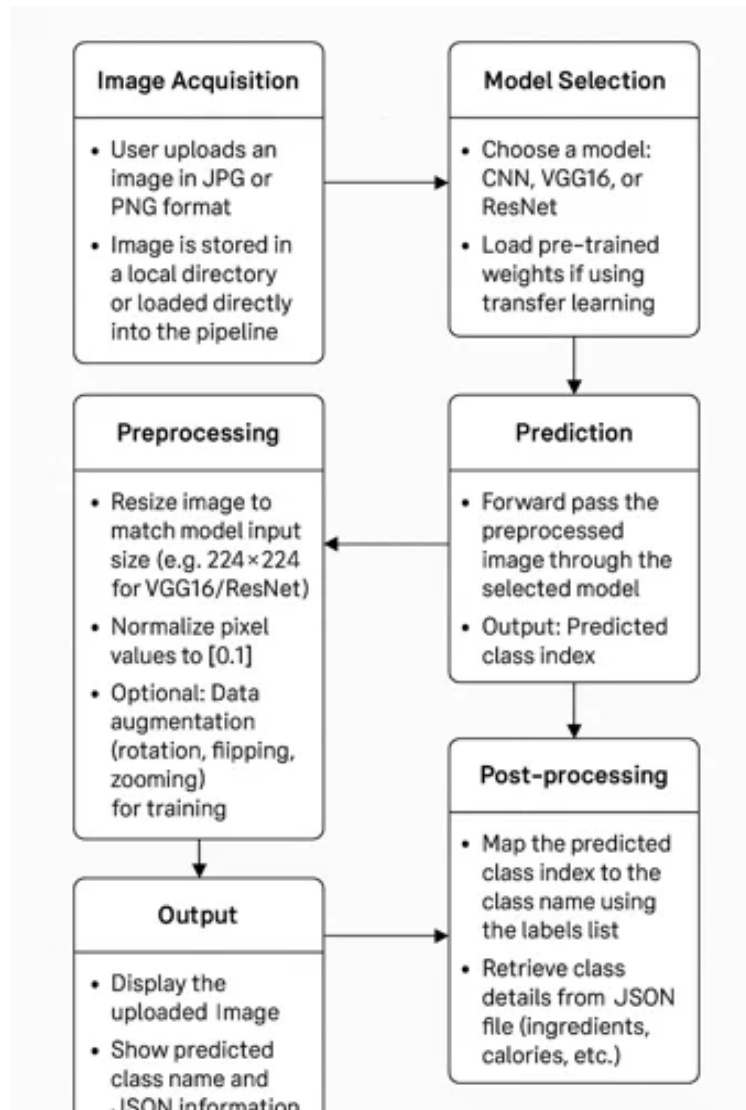 Image Acquisition
• User uploads an
image in JPG or
PNG format
• Image is stored in
a local directory
or loaded directly
into the pipeline
Model Selection
• Choose a model:
CNN, VGG16, or
ResNet
• Load pre-trained
weights if using
transfer learning
Preprocessing
• Resize image to
match model input
size (e.g. 224×224
for VGG16/ResNet)
• Normalize pixel
values to [0.1]
• Optional: Data
augmentation
(rotation, fiipping,
zooming)
for training
Prediction
• Forward pass the
preprocessed
image through the
selected model
• Output: Predicted
class index
Post-processing
• Map the predicted
class index to the
class name using
the labels list
• Retrieve class
details from JSON
file (ingredients,
calories, etc.)
Output
• Display the
uploaded Image
• Show predicted
class name and
JSON information